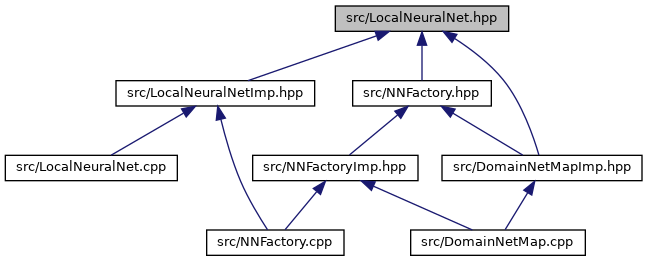 src/LocalNeuralNet.hpp
src/LocalNeuralNetImp.hpp
src/NNFactory.hpp
src/LocalNeuralNet.cpp
src/NNFactoryImp.hpp
src/DomainNetMapImp.hpp
src/NNFactory.cpp
src/DomainNetMap.cpp